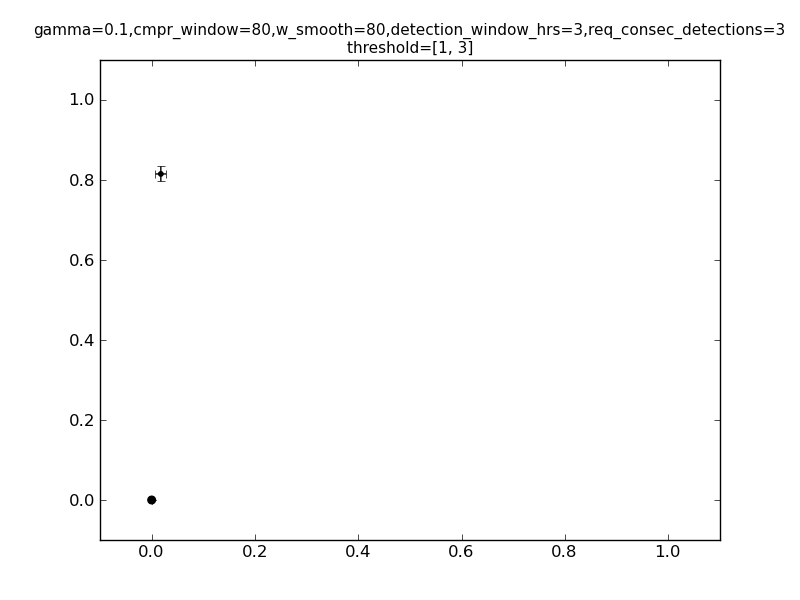 gamma=0.1,cmpr_window=80,w_smooth=80,detection_window_hrs=3,req_consec_detections=3
threshold=[1, 3]
1.0
0.8
0.6
0.4
0.2
0.0
0.0 0.2 0.4 0.6 0.8 1.0